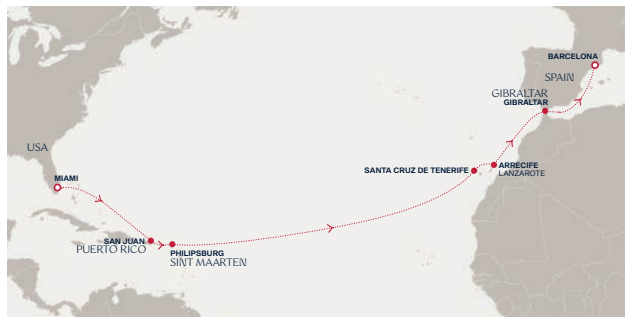 BARCELONA
SPAIN
GIBRALTAR
GIBRALTAR
USA
MIAMI
SANTA CRUZ DE TENERIFE
ARRECIFE
LANZAROTE
SAN JUAN
PUERTO RICO
PHILIPSBURG
SINT MAARTEN